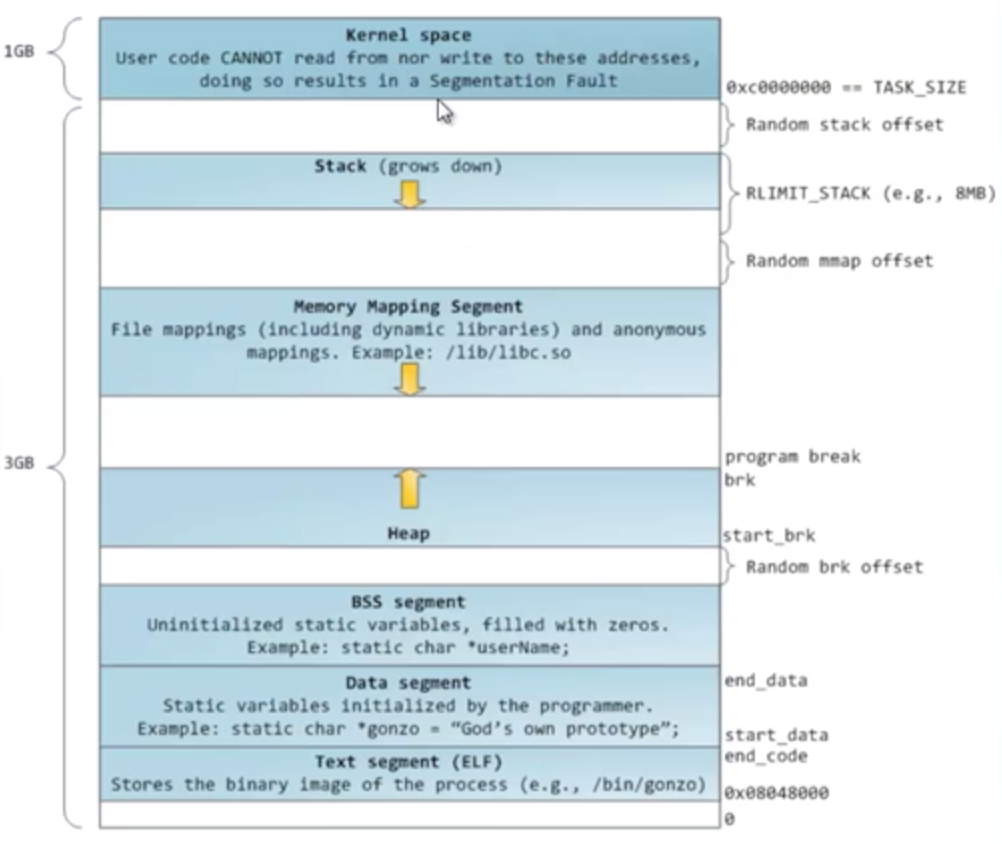 1GB
Kernel space
User code CANNOT read from nor write to these addresses,
doing so results in a Segmentation Fault
0xc0000000 == TASK_SIZE
Random stack offset
Stack (grows down)
RLIMIT_STACK (e.g., 8MB)
Random mmap offset
Memory Mapping Segment
File mappings (including dynamic libraries) and anonymous
mappings. Example: /lib/libc.so
3GB
program break
brk
Heap
start_brk
Random brk offset
BSS segment
Uninitialized static variables, filled with zeros.
Example: static char *userName;
Data segment
end_data
Static variables initialized by the programmer.
Example: static char *gonzo = “God’s own prototype”;
start_data
end_code
Text segment (ELF)
Stores the binary image of the process (e.g., /bin/gonzo)
0x08048000
0